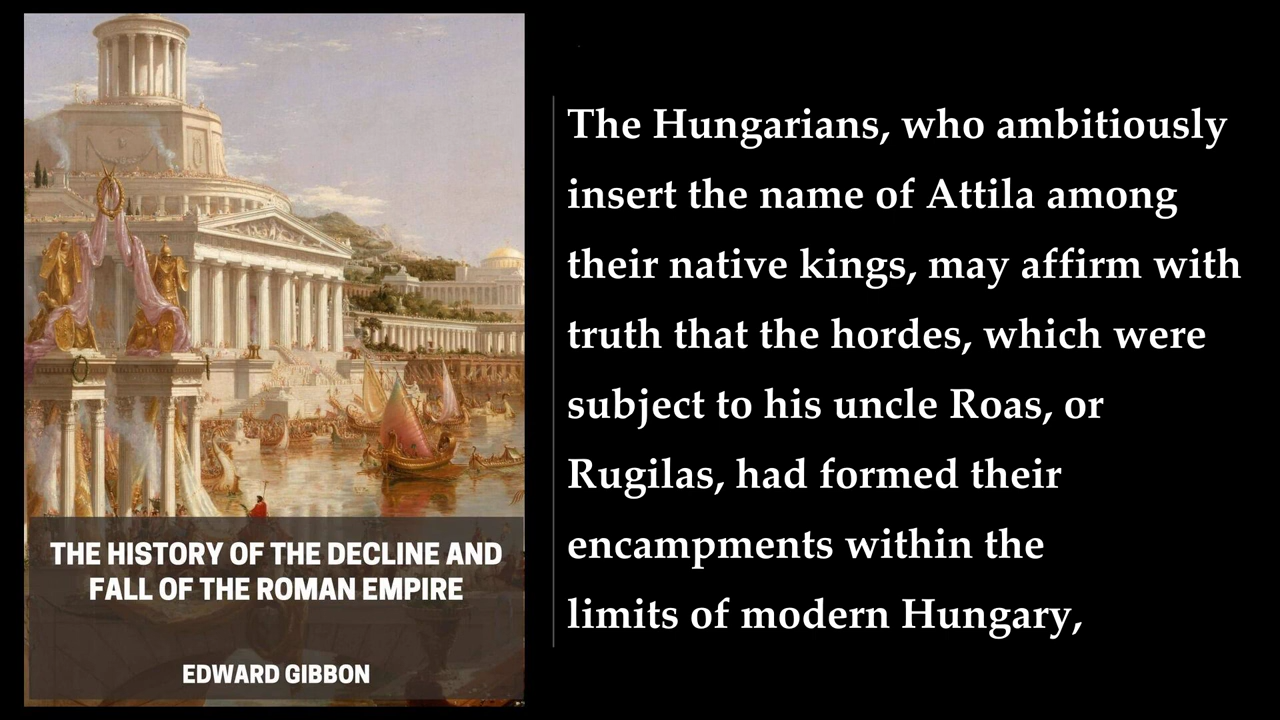 THE HISTORY OF THE DECLINE AND
FALL OF THE ROMAN EMPIRE
EDWARD GIBBON
The Hungarians, who ambitiously
insert the name of Attila among
their native kings, may affirm with
truth that the hordes, which were
subject to his uncle Roas, or
Rugilas, had formed their
encampments within the
limits of modern Hungary,